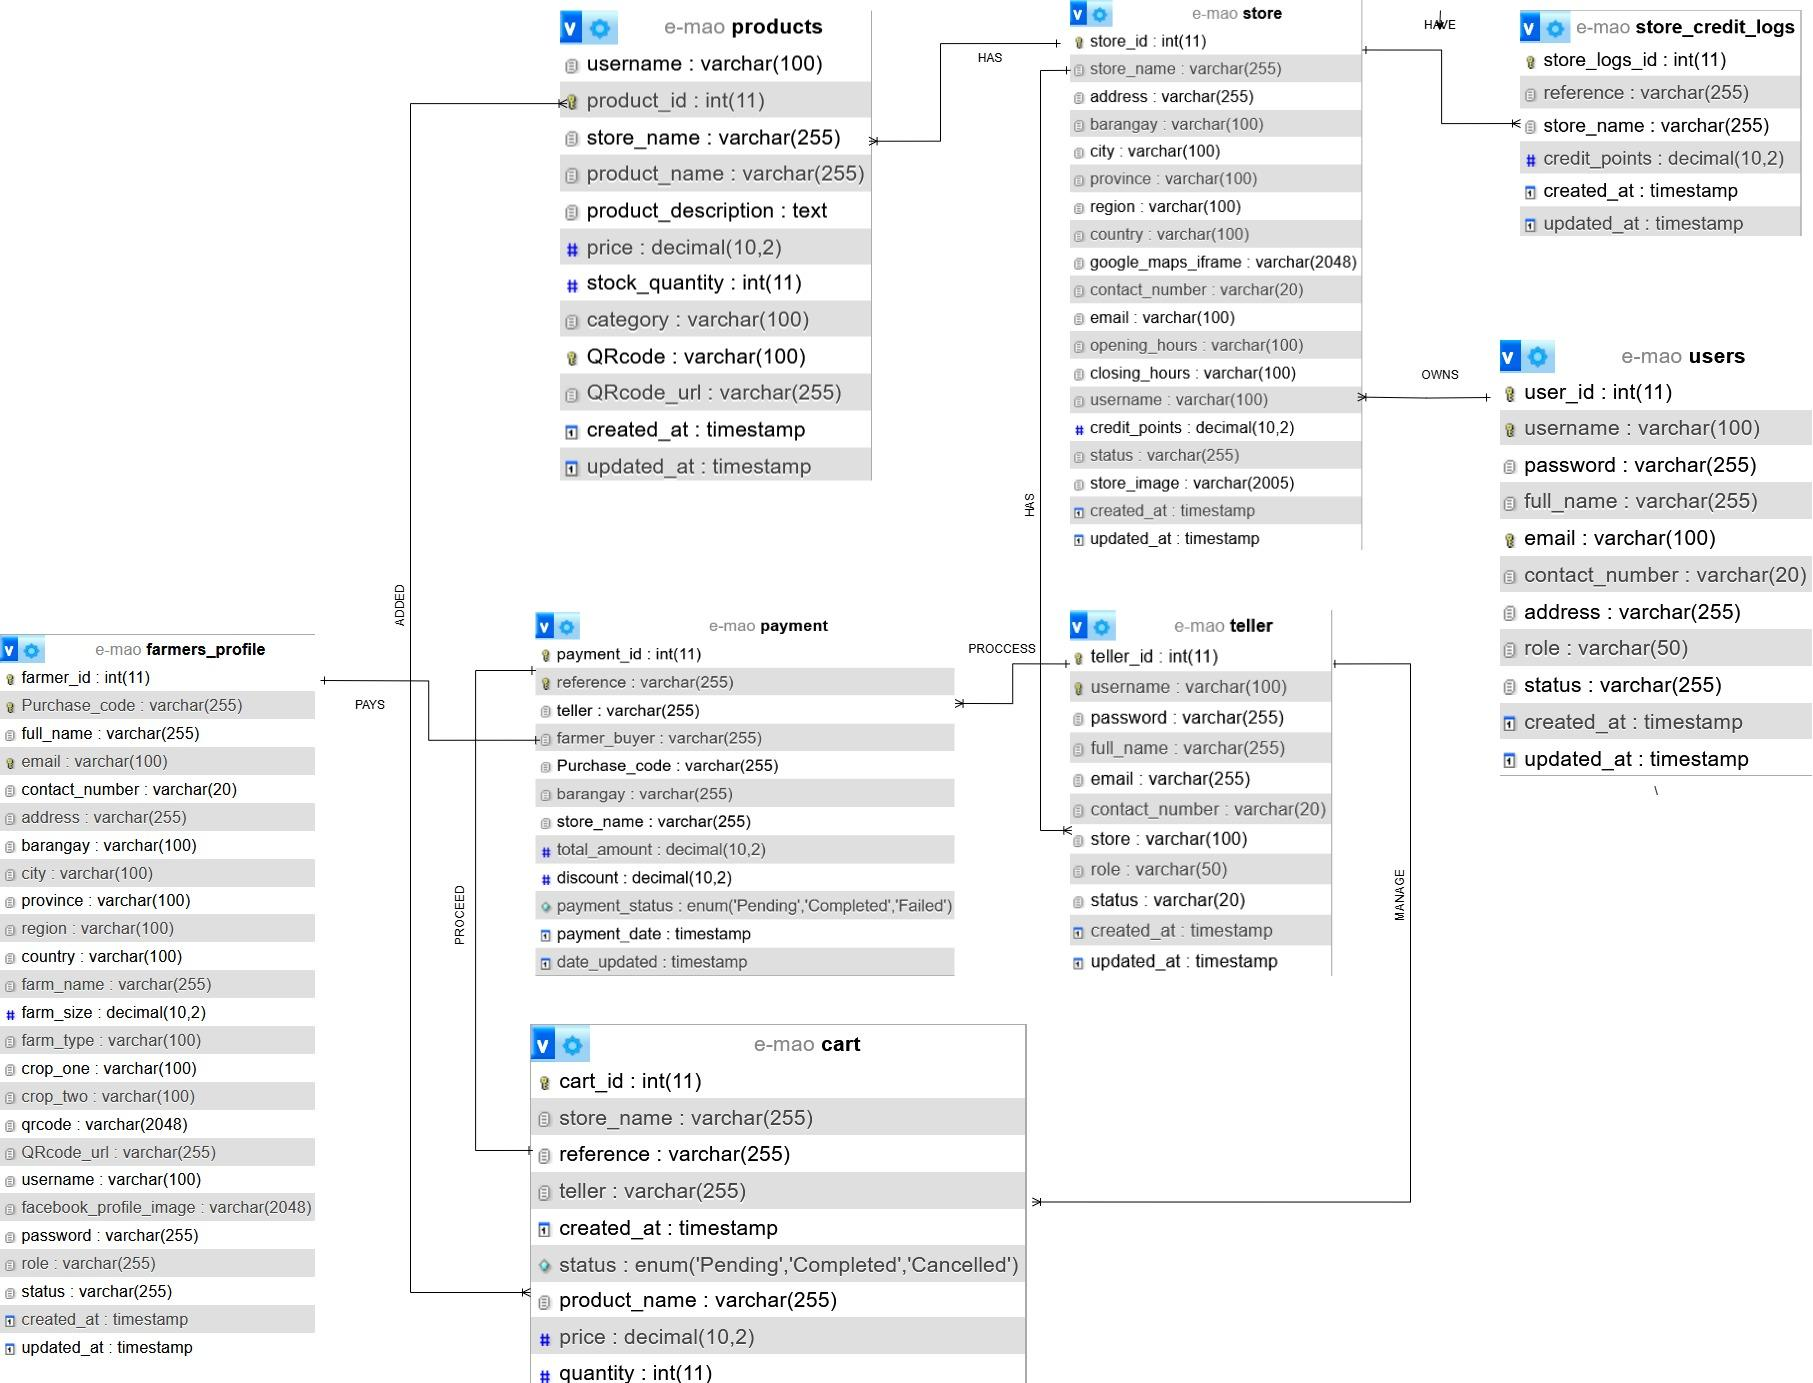 e-mao products
username : varchar(100)
product_id : int(11)
store_name : varchar(255)
product_name : varchar(255)
product_description : text
price : decimal(10,2)
stock_quantity : int(11)
category : varchar(100)
QRcode : varchar(100)
QRcode_url : varchar(255)
created_at : timestamp
updated_at : timestamp
HAS
e-mao store
store_id : int(11)
store_name : varchar(255)
address : varchar(255)
barangay : varchar(100)
city : varchar(100)
province : varchar(100)
region : varchar(100)
country : varchar(100)
google_maps_iframe : varchar(2048)
contact_number : varchar(20)
email : varchar(100)
opening_hours : varchar(100)
closing_hours : varchar(100)
username : varchar(100)
credit_points : decimal(10,2)
status : varchar(255)
store_image : varchar(2005)
created_at : timestamp
updated_at : timestamp
HAVE
e-mao store_credit_logs
store_logs_id : int(11)
reference : varchar(255)
store_name : varchar(255)
credit_points : decimal(10,2)
created_at : timestamp
updated_at : timestamp
OWNS
e-mao users
user_id : int(11)
username : varchar(100)
password : varchar(255)
full_name : varchar(255)
email : varchar(100)
contact_number : varchar(20)
address : varchar(255)
role : varchar(50)
status : varchar(255)
created_at : timestamp
updated_at : timestamp
\
HAS
ADDED
e-mao farmers_profile
farmer_id : int(11)
Purchase_code : varchar(255)
full_name : varchar(255)
email : varchar(100)
contact_number : varchar(20)
address : varchar(255)
barangay : varchar(100)
city : varchar(100)
province : varchar(100)
region : varchar(100)
country : varchar(100)
farm_name : varchar(255)
farm_size : decimal(10,2)
farm_type : varchar(100)
crop_one : varchar(100)
crop_two : varchar(100)
qrcode : varchar(2048)
QRcode_url : varchar(255)
username : varchar(100)
facebook_profile_image : varchar(2048)
password : varchar(255)
role : varchar(255)
status : varchar(255)
created_at : timestamp
updated_at : timestamp
PAYS
e-mao payment
payment_id : int(11)
reference : varchar(255)
teller : varchar(255)
farmer_buyer : varchar(255)
Purchase_code : varchar(255)
barangay : varchar(255)
store_name : varchar(255)
total_amount : decimal(10,2)
discount : decimal(10,2)
payment_status : enum('Pending','Completed','Failed')
payment_date : timestamp
date_updated : timestamp
PROCCESS
e-mao teller
teller_id : int(11)
username : varchar(100)
password : varchar(255)
full_name : varchar(255)
email : varchar(255)
contact_number : varchar(20)
store : varchar(100)
role : varchar(50)
status : varchar(20)
created_at : timestamp
updated_at : timestamp
MANAGE
PROCEED
e-mao cart
cart_id : int(11)
store_name : varchar(255)
reference : varchar(255)
teller : varchar(255)
created_at : timestamp
status : enum('Pending','Completed','Cancelled')
product_name : varchar(255)
price : decimal(10,2)
quantity : int(11)